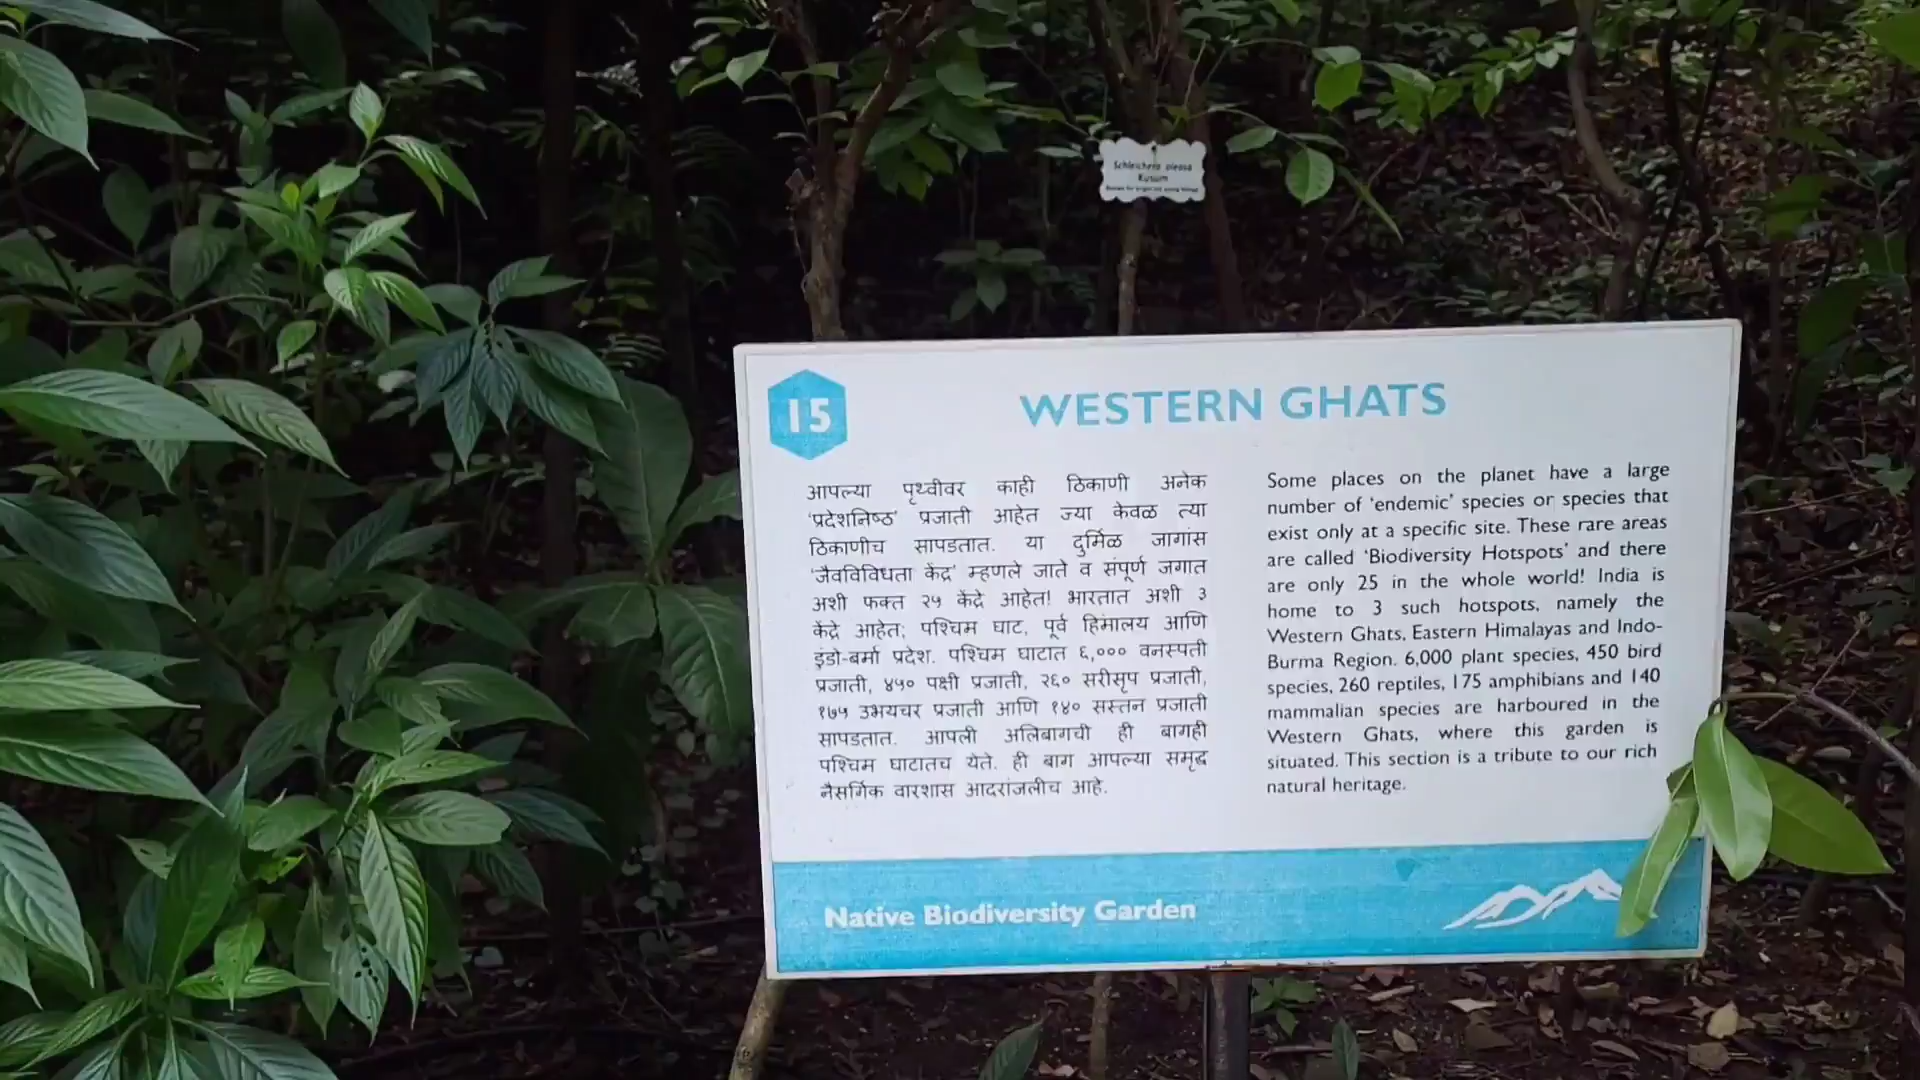 Schleichera oleosa
Kusum
15
WESTERN GHATS
आपल्या पृथ्वीवर काही ठिकाणी अनेक
'प्रदेशनिष्ठ' प्रजाती आहेत ज्या केवळ त्या
ठिकाणीच सापडतात. या दुर्मिळ जागांस
'जैवविविधता केंद्र' म्हणले जाते व संपूर्ण जगात
अशी फक्त २५ केंद्रे आहेत! भारतात अशी ३
केंद्रे आहेत; पश्चिम घाट, पूर्व हिमालय आणि
इंडो-बर्मा प्रदेश. पश्चिम घाटात ६,००० वनस्पती
प्रजाती, ४५० पक्षी प्रजाती, २६० सरीसृप प्रजाती,
१७५ उभयचर प्रजाती आणि १४० सस्तन प्रजाती
सापडतात. आपली अलिबागची ही बागही
पश्चिम घाटातच येते. ही बाग आपल्या समृद्ध
नैसर्गिक वारशास आदरांजलीच आहे.
Some places on the planet have a large
number of 'endemic' species or species that
exist only at a specific site. These rare areas
are called 'Biodiversity Hotspots' and there
are only 25 in the whole world! India is
home to 3 such hotspots, namely the
Western Ghats, Eastern Himalayas and Indo-
Burma Region. 6,000 plant species, 450 bird
species, 260 reptiles, 175 amphibians and 140
mammalian species are harboured in the
Western Ghats, where this garden is
situated. This section is a tribute to our rich
natural heritage.
Native Biodiversity Garden